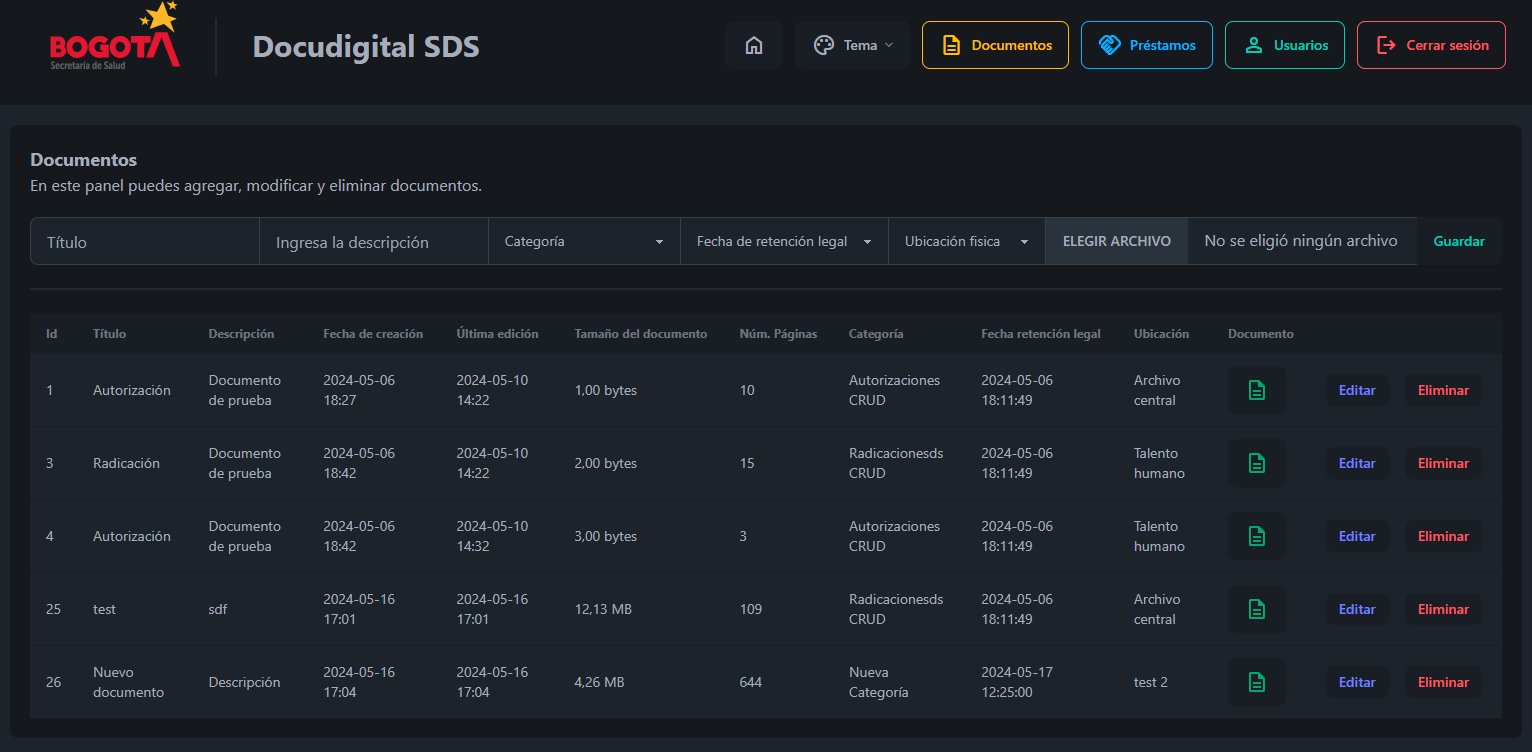 BOGOTA
Secretaría de Salud
Docudigital SDS
Tema
Documentos
Préstamos
Usuarios
Cerrar sesión
Documentos
En este panel puedes agregar, modificar y eliminar documentos.
Título Ingresa la descripción Categoría Fecha de retención legal Ubicación fisica ELEGIR ARCHIVO No se eligió ningún archivo Guardar
Id Título Descripción Fecha de creación Última edición Tamaño del documento Núm. Páginas Categoría Fecha retención legal Ubicación Documento
1 Autorización Documento de prueba 2024-05-06 18:27 2024-05-10 14:22 1,00 bytes 10 Autorizaciones CRUD 2024-05-06 18:11:49 Archivo central Editar Eliminar
3 Radicación Documento de prueba 2024-05-06 18:42 2024-05-10 14:22 2,00 bytes 15 Radicacionesds CRUD 2024-05-06 18:11:49 Talento humano Editar Eliminar
4 Autorización Documento de prueba 2024-05-06 18:42 2024-05-10 14:32 3,00 bytes 3 Autorizaciones CRUD 2024-05-06 18:11:49 Talento humano Editar Eliminar
25 test sdf 2024-05-16 17:01 2024-05-16 17:01 12,13 MB 109 Radicacionesds CRUD 2024-05-06 18:11:49 Archivo central Editar Eliminar
26 Nuevo documento Descripción 2024-05-16 17:04 2024-05-16 17:04 4,26 MB 644 Nueva Categoría 2024-05-17 12:25:00 test 2 Editar Eliminar